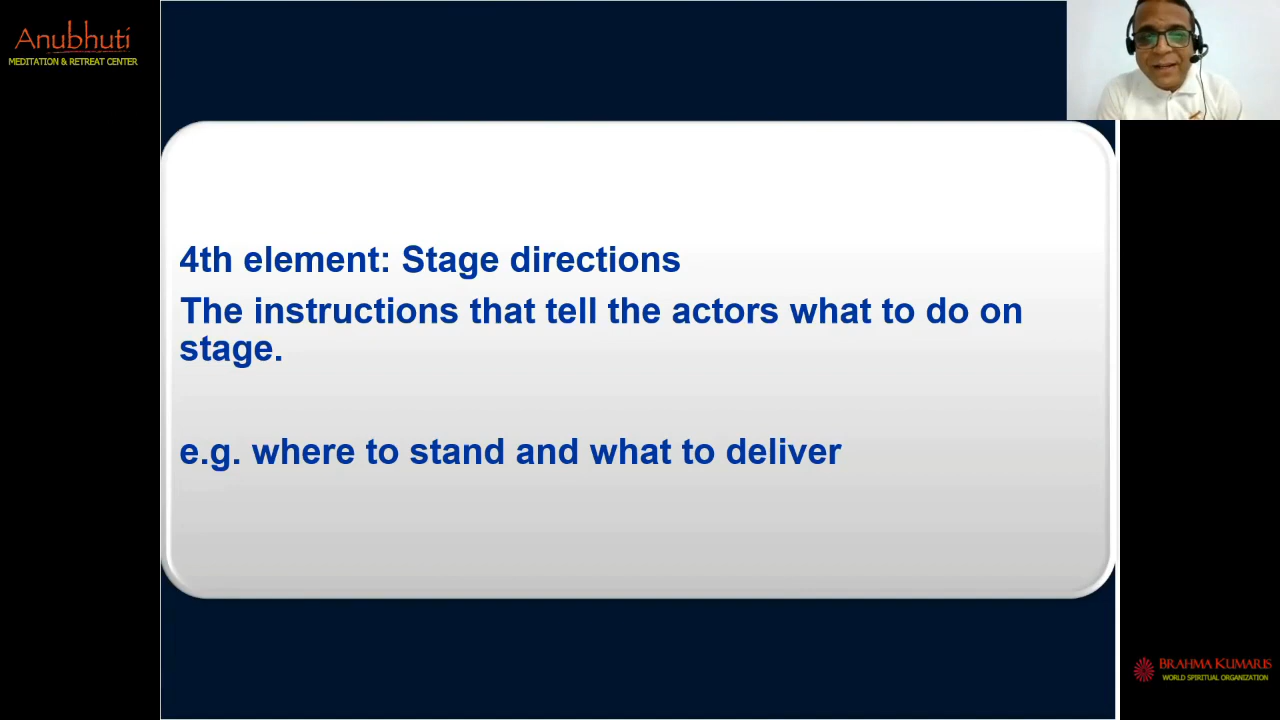 Anubhuti
MEDITATION & RETREAT CENTER
4th element: Stage directions
The instructions that tell the actors what to do on
stage.
e.g. where to stand and what to deliver
BRAHMA KUMARIS
WORLD SPIRITUAL ORGANIZATION